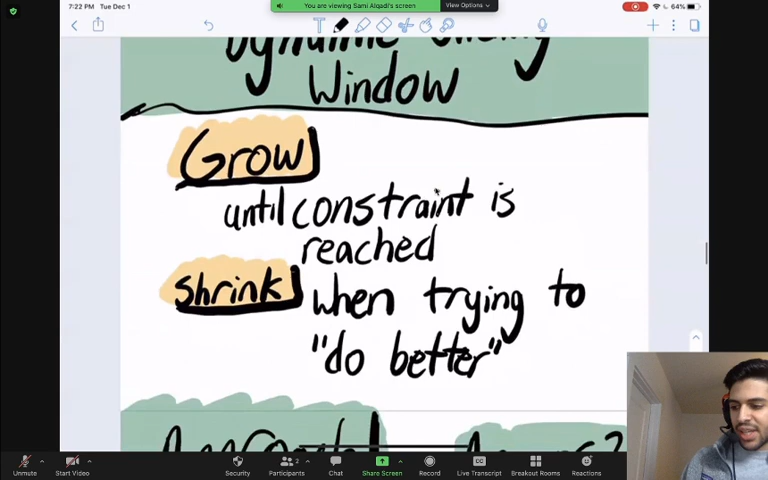 7:22 PM Tue Dec 1
You are viewing Sami Alqadi's screen
View Options
64%
Window
Grow
until constraint is
reached
Shrink when trying to
"do better"
Unmute
Start Video
Security
Participants
2
Chat
Share Screen
Record
Live Transcript
CC
Breakout Rooms
Reactions